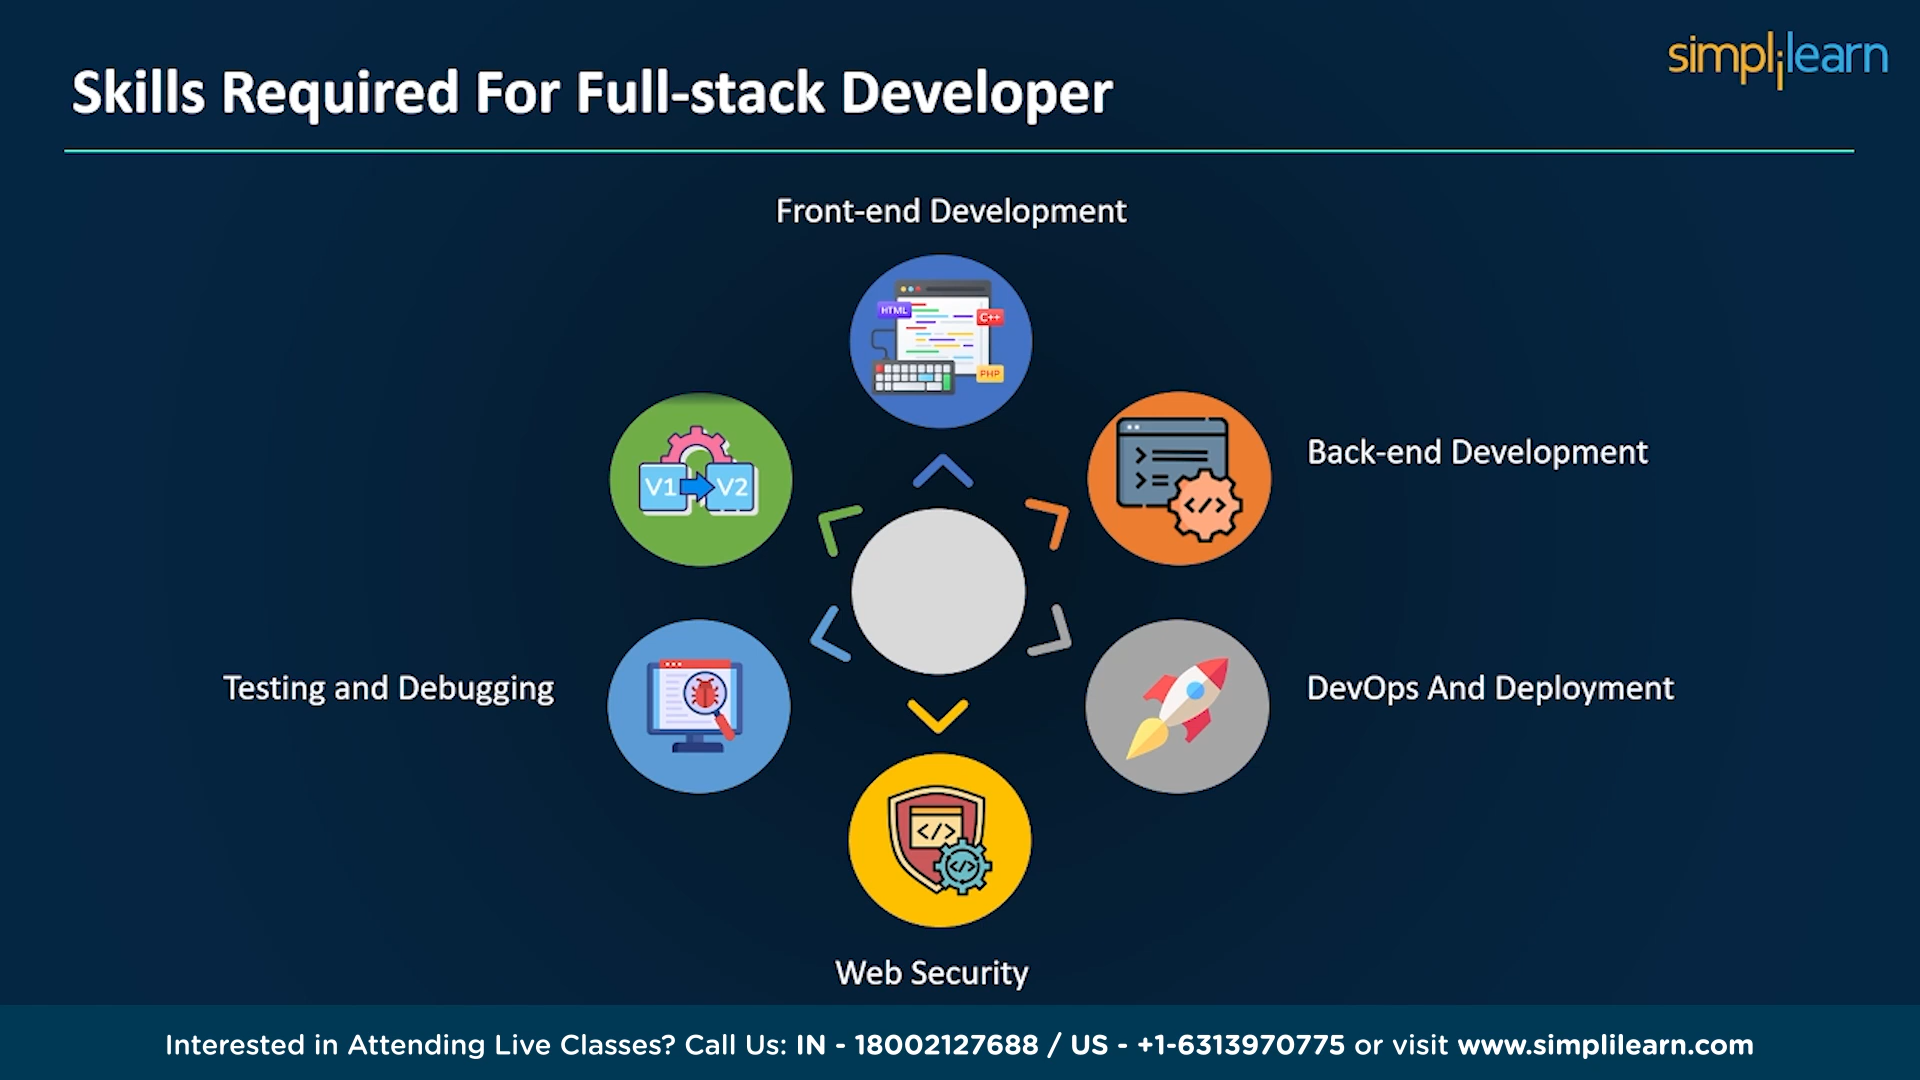 simplilearn
Skills Required For Full-stack Developer
Front-end Development
HTML
C++
PHP
V1
V2
Back-end Development
</>
Testing and Debugging
DevOps And Deployment
</>
</>
Web Security
Interested in Attending Live Classes? Call Us: IN - 18002127688 / US - +1-6313970775 or visit www.simplilearn.com